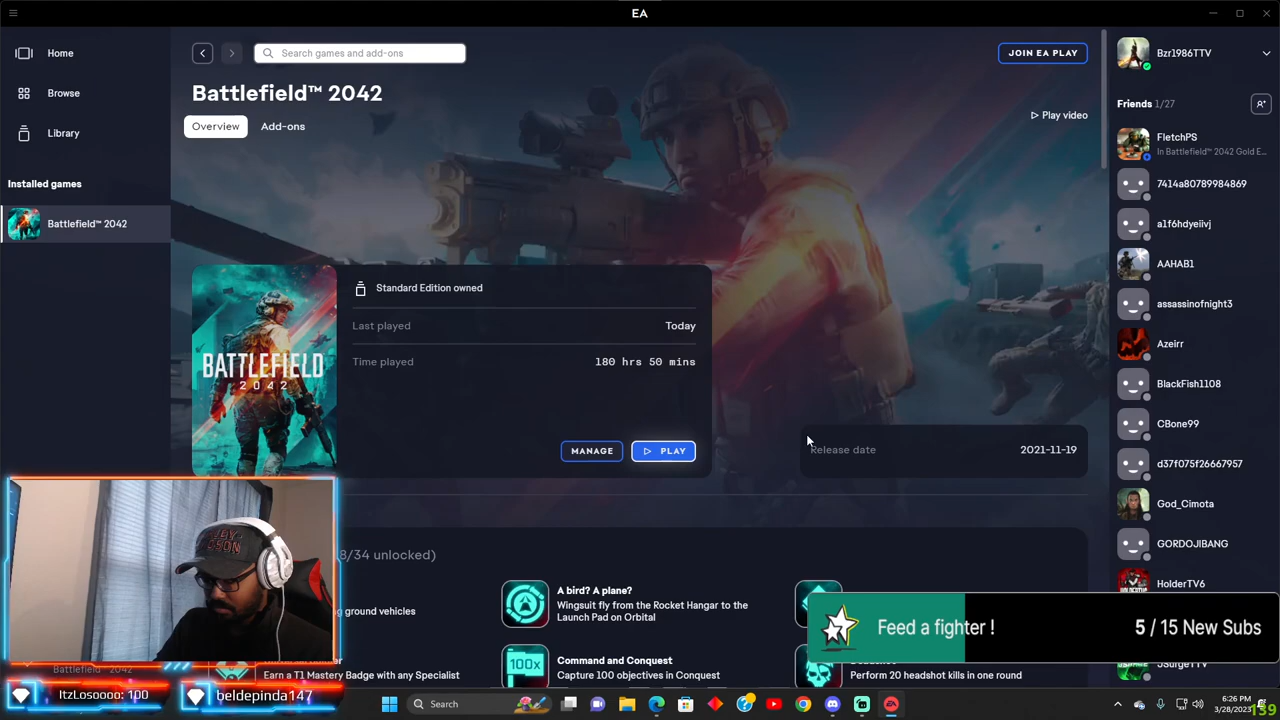 EA
Home
Browse
Library
Installed games
Battlefield™ 2042
Search games and add-ons
JOIN EA PLAY
Battlefield™ 2042
Overview
Add-ons
Play video
BATTLEFIELD
2042
Standard Edition owned
Last played
Today
Time played
180 hrs 50 mins
MANAGE
PLAY
Release date
2021-11-19
8/34 unlocked)
A bird? A plane?
Wingsuit fly from the Rocket Hangar to the
Launch Pad on Orbital
ground vehicles
100x
Command and Conquest
Capture 100 objectives in Conquest
Earn a T1 Mastery Badge with any Specialist
Perform 20 headshot kills in one round
Bzr1986TTV
Friends 1/27
FletchPS
In Battlefield™ 2042 Gold E...
7414a80789984869
a1f6hdyeiivj
AAHAB1
assassinofnight3
Azeirr
BlackFish1108
CBone99
d37f075f26667957
God_Cimota
GORDOJ!BANG
HolderTV6
JSurgeTTV
Feed a fighter !
5 / 15 New Subs
Battlefield™ 2042
ItzLosoooo: 100
beldepinda147
Search
6:26 PM
3/28/2023
139